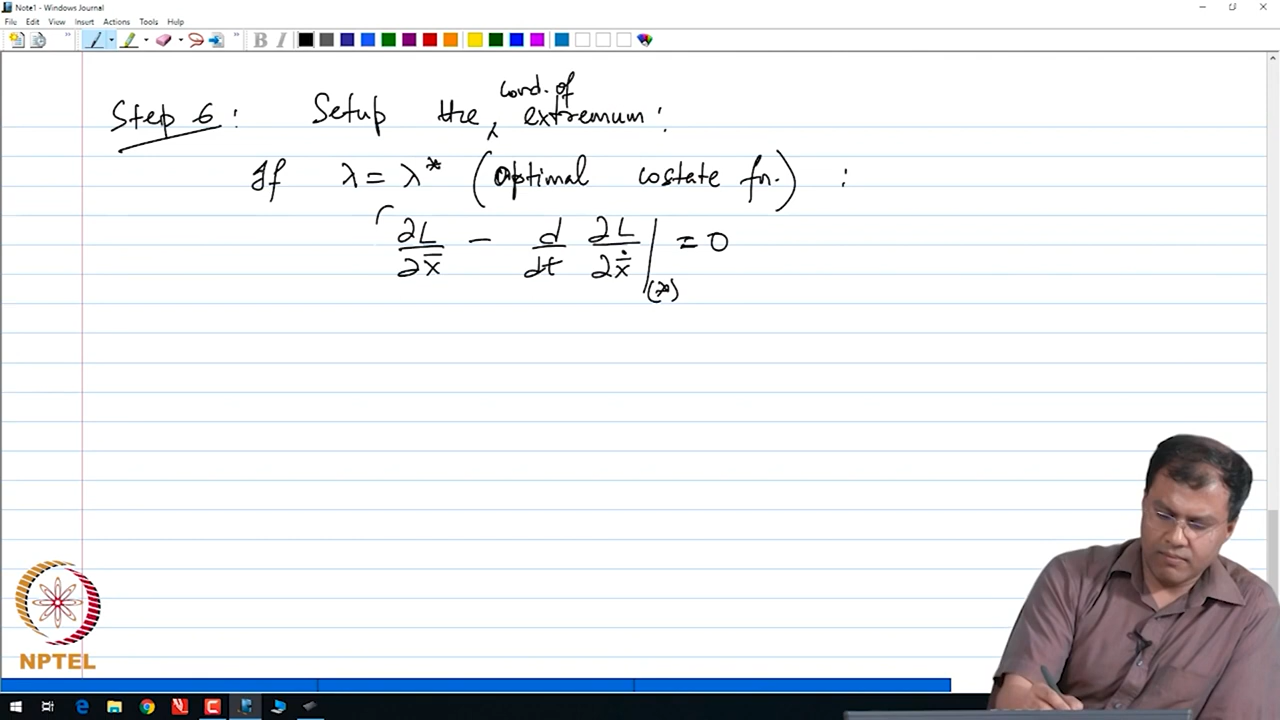 Note1 - Windows Journal
File Edit View Insert Actions Tools Help
B I
Step 6: Setup the cond. of extremum:
If λ = λ* (optimal costate fn.) :
∂L/∂x̄ - d/dt ∂L/∂ẋ̄ |(*) = 0
NPTEL